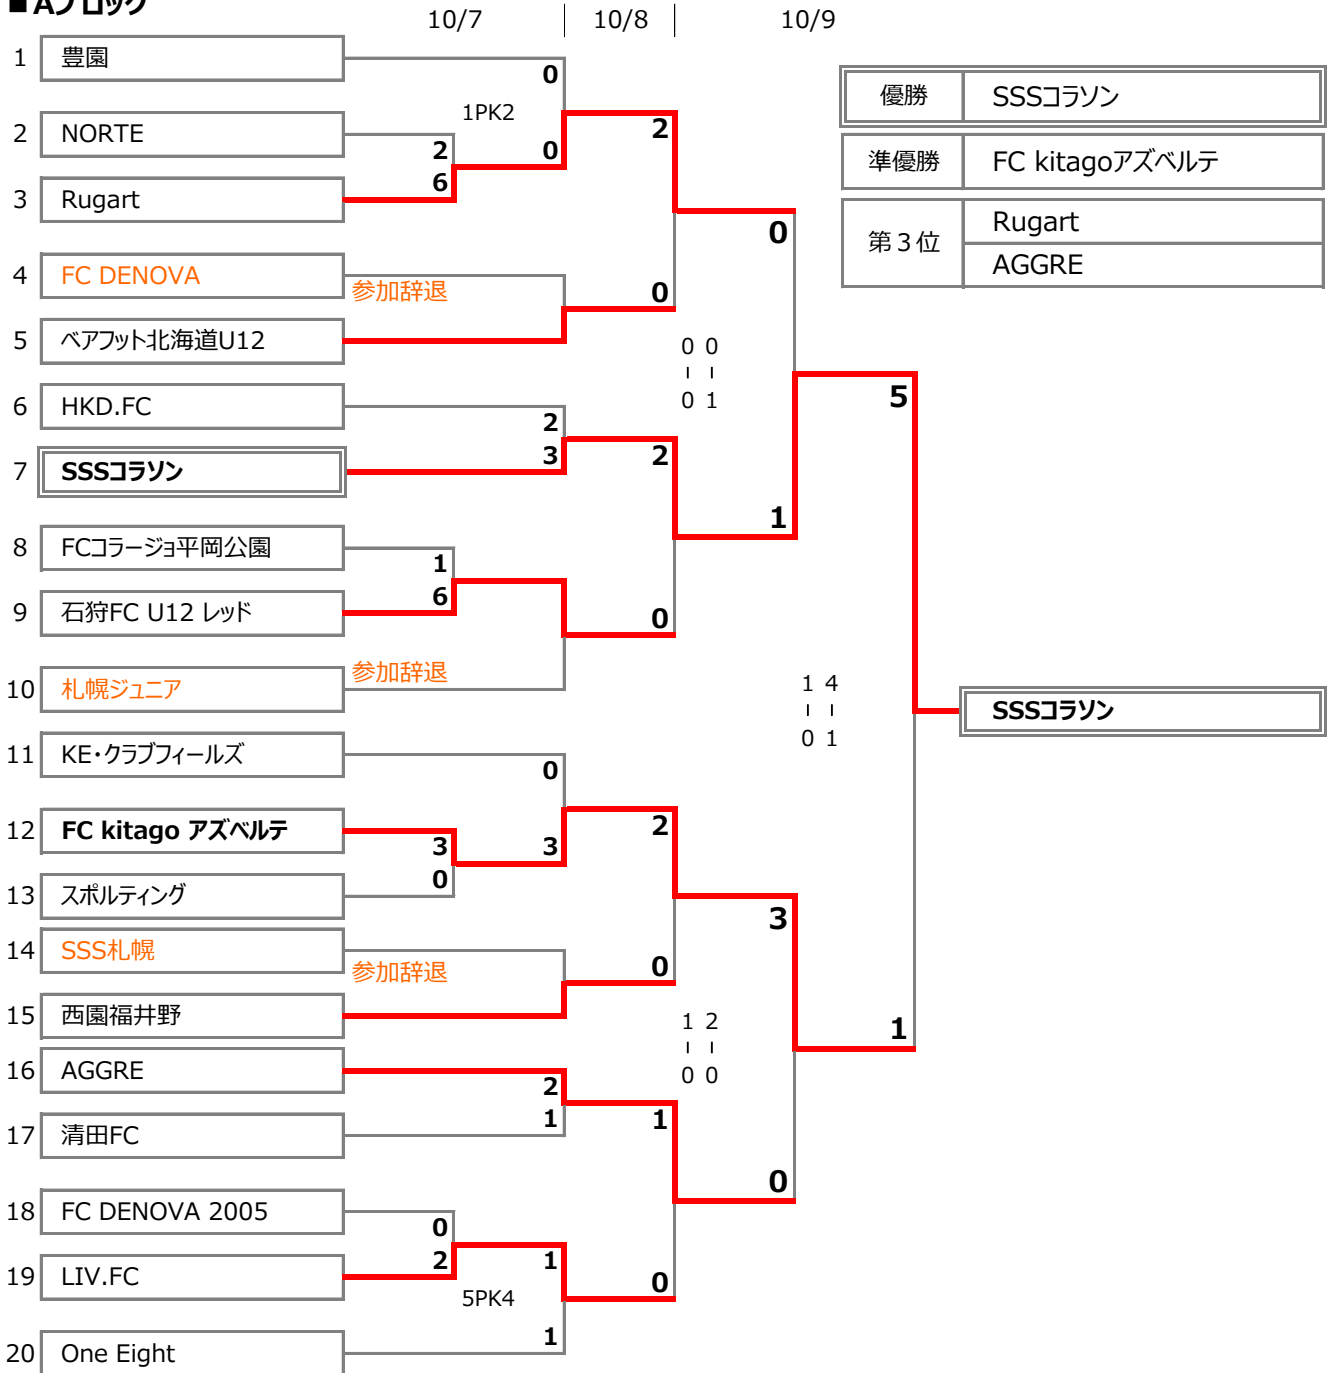 ■Aブロック
10/7
10/8
10/9
1 豊園
0
1PK2
2 NORTE
2
0
2
6
3 Rugart
0
4 FC DENOVA
参加辞退
0
5 ベアフット北海道U12
0 0
- -
0 1
6 HKD.FC
2
5
7 SSSコラソン
3
2
1
8 FCコラージョ平岡公園
1
9 石狩FC U12 レッド
6
0
10 札幌ジュニア
参加辞退
1 4
- -
0 1
SSSコラソン
11 KE・クラブフィールズ
0
12 FC kitago アズベルテ
3
3
2
13 スポルティング
0
3
14 SSS札幌
参加辞退
0
15 西園福井野
1 2
- -
0 0
1
16 AGGRE
2
17 清田FC
1
1
0
18 FC DENOVA 2005
0
19 LIV.FC
2
1
0
5PK4
20 One Eight
1
優勝 SSSコラソン
準優勝 FC kitagoアズベルテ
第3位 Rugart
AGGRE